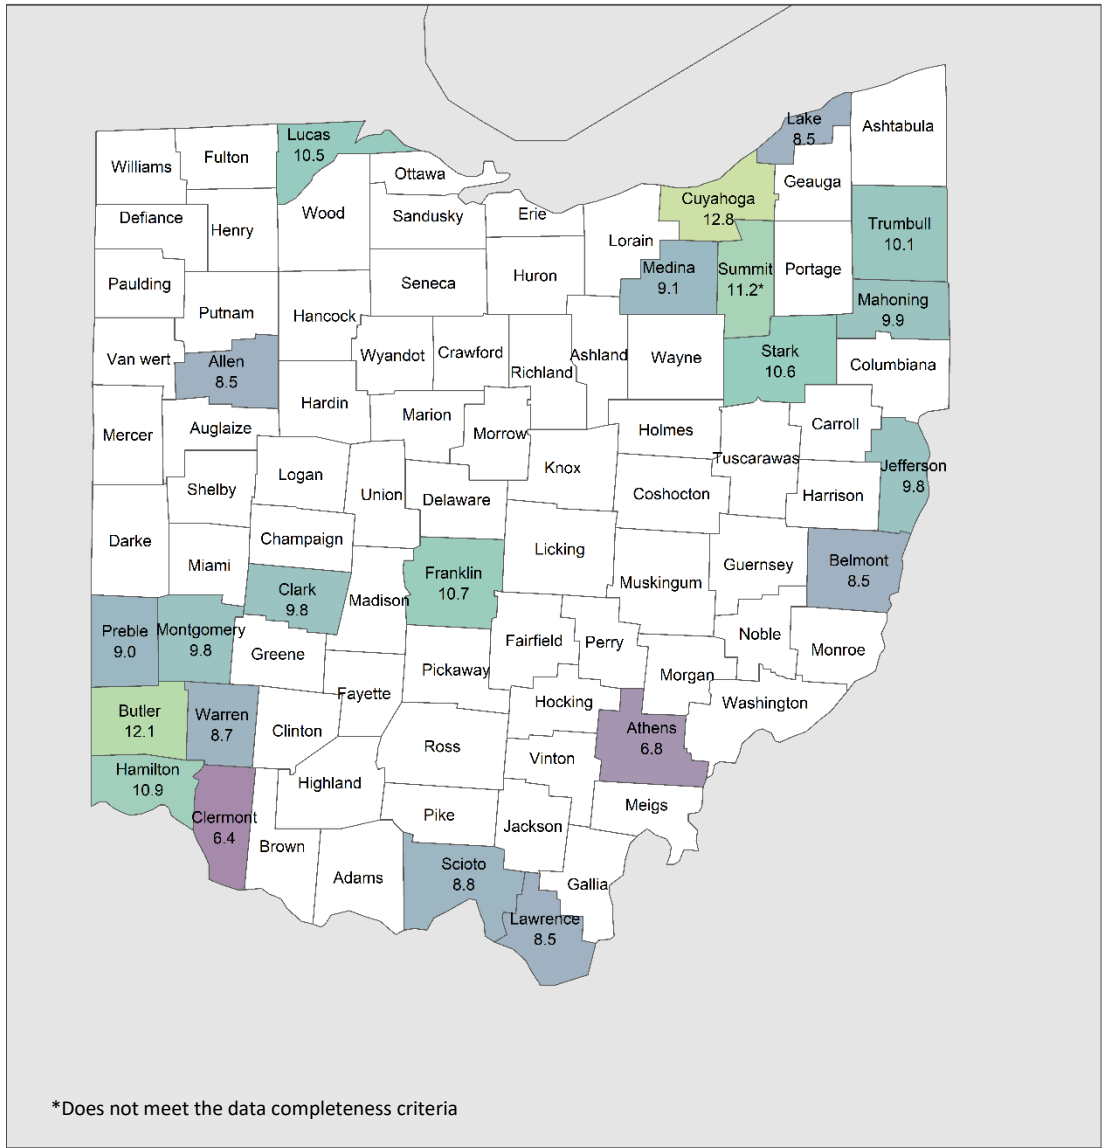 Lake
8.5
Ashtabula
Lucas
10.5
Williams
Fulton
Ottawa
Geauga
Cuyahoga
12.8
Defiance
Henry
Wood
Sandusky
Erie
Lorain
Trumbull
10.1
Paulding
Seneca
Huron
Medina
9.1
Summit
11.2*
Portage
Mahoning
9.9
Putnam
Hancock
Van wert
Allen
8.5
Wyandot
Crawford
Richland
Ashland
Wayne
Stark
10.6
Columbiana
Hardin
Marion
Morrow
Mercer
Auglaize
Holmes
Carroll
Tuscarawas
Jefferson
9.8
Logan
Knox
Shelby
Union
Delaware
Coshocton
Harrison
Darke
Champaign
Licking
Miami
Guernsey
Belmont
8.5
Franklin
10.7
Muskingum
Clark
9.8
Madison
Preble
9.0
Montgomery
9.8
Greene
Fairfield
Perry
Noble
Monroe
Pickaway
Morgan
Fayette
Hocking
Washington
Butler
12.1
Warren
8.7
Clinton
Athens
6.8
Ross
Vinton
Hamilton
10.9
Highland
Meigs
Clermont
6.4
Pike
Jackson
Brown
Adams
Scioto
8.8
Gallia
Lawrence
8.5
*Does not meet the data completeness criteria